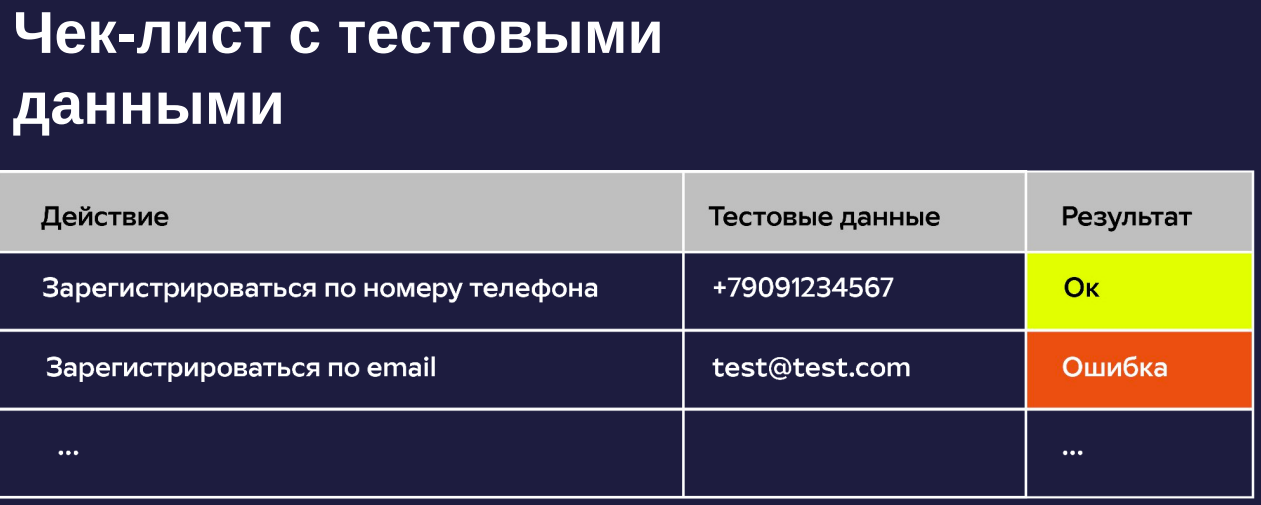 Чек-лист с тестовыми
данными
Действие Тестовые данные Результат
Зарегистрироваться по номеру телефона +79091234567 Ок
Зарегистрироваться по email test@test.com Ошибка
... ...